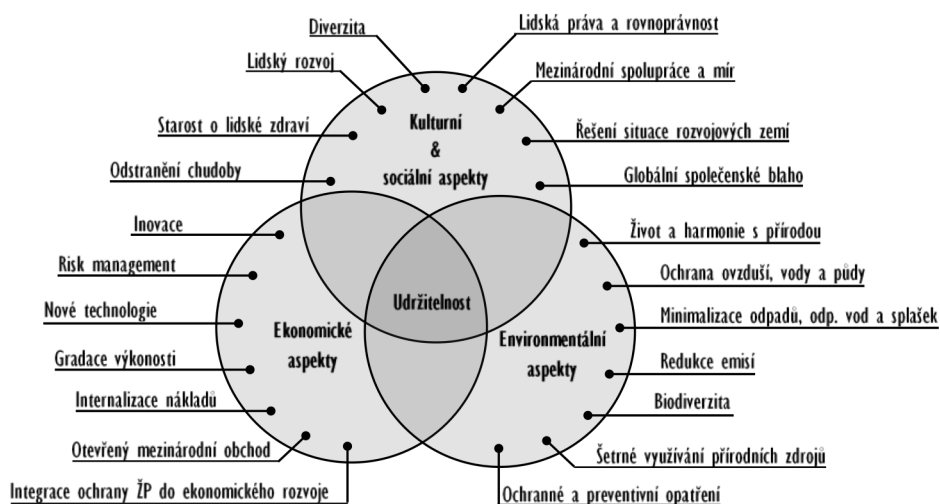 Diverzita
Lidská práva a rovnoprávnost
Lidský rozvoj
Mezinárodní spolupráce a mír
Starost o lidské zdraví
Kulturní
&
sociální aspekty
Řešení situace rozvojových zemí
Odstranění chudoby
Globální společenské blaho
Inovace
Život a harmonie s přírodou
Risk management
Ochrana ovzduší, vody a půdy
Nové technologie
Udržitelnost
Minimalizace odpadů, odp. vod a splašek
Ekonomické
aspekty
Environmentální
aspekty
Gradace výkonosti
Redukce emisí
Internalizace nákladů
Biodiverzita
Otevřený mezinárodní obchod
Šetrné využívání přírodních zdrojů
Integrace ochrany ŽP do ekonomického rozvoje
Ochranné a preventivní opatření